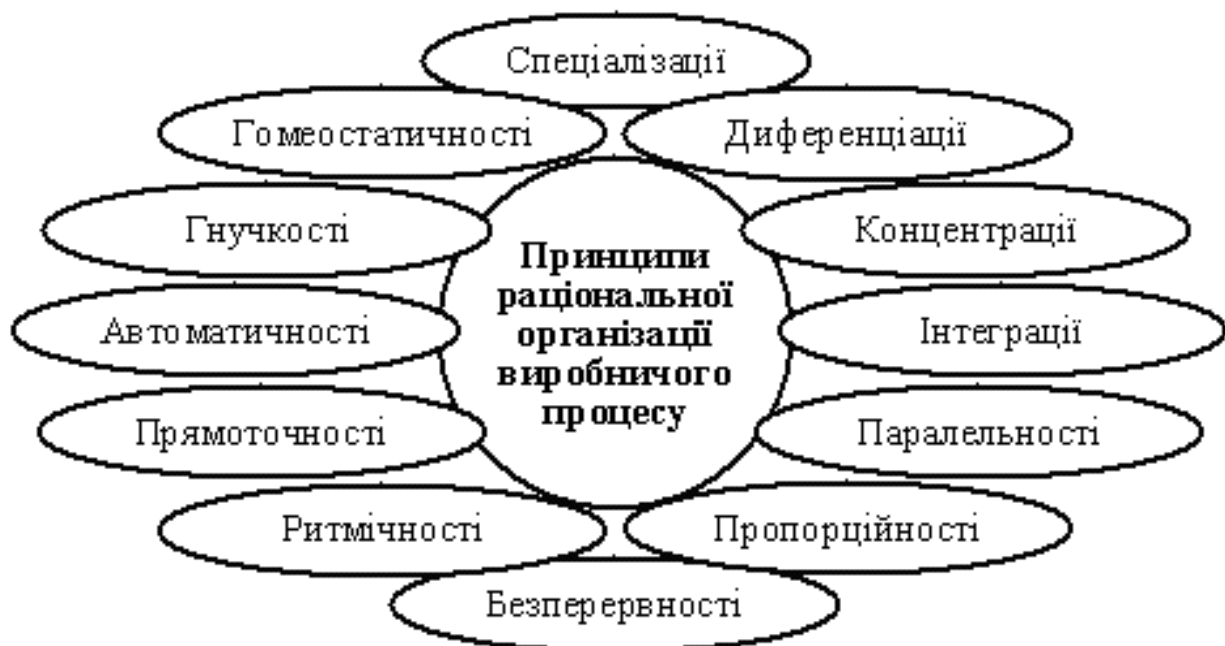 Спеціалізації
Гомеостатичності
Диференціації
Гнучкості
Концентрації
Принципи
раціональної
організації
виробничого
процесу
Автоматичності
Інтеграції
Прямоточності
Паралельності
Ритмічності
Пропорційності
Безперервності